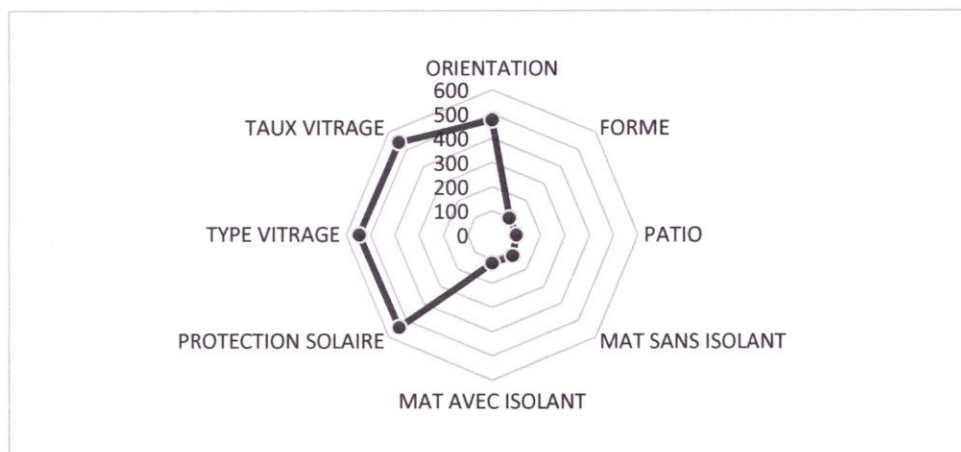 ORIENTATION
600
500
400
300
200
100
0
FORME
PATIO
MAT SANS ISOLANT
MAT AVEC ISOLANT
PROTECTION SOLAIRE
TYPE VITRAGE
TAUX VITRAGE